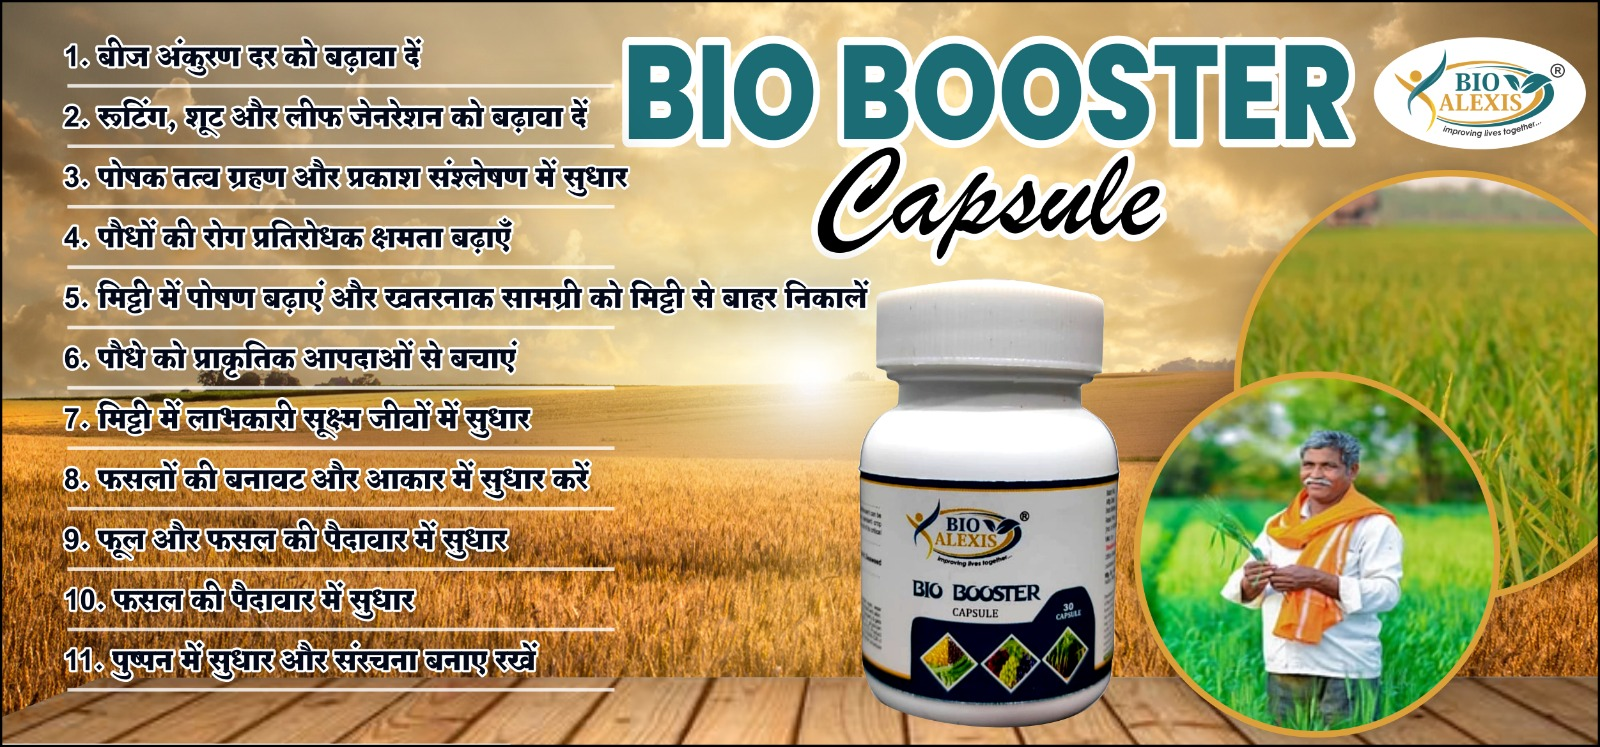 1. बीज अंकुरण दर को बढ़ावा दें
2. रूटिंग, शूट और लीफ जेनरेशन को बढ़ावा दें
3. पोषक तत्व ग्रहण और प्रकाश संश्लेषण में सुधार
4. पौधों की रोग प्रतिरोधक क्षमता बढ़ाएँ
5. मिट्टी में पोषण बढ़ाएं और खतरनाक सामग्री को मिट्टी से बाहर निकालें
6. पौधे को प्राकृतिक आपदाओं से बचाएं
7. मिट्टी में लाभकारी सूक्ष्म जीवों में सुधार
8. फसलों की बनावट और आकार में सुधार करें
9. फूल और फसल की पैदावार में सुधार
10. फसल की पैदावार में सुधार
11. पुष्पन में सुधार और संरचना बनाए रखें
BIO BOOSTER
Capsule
BIO
ALEXIS
®
improving lives together...
BIO
ALEXIS
®
improving lives together...
BIO BOOSTER
CAPSULE
30
CAPSULE